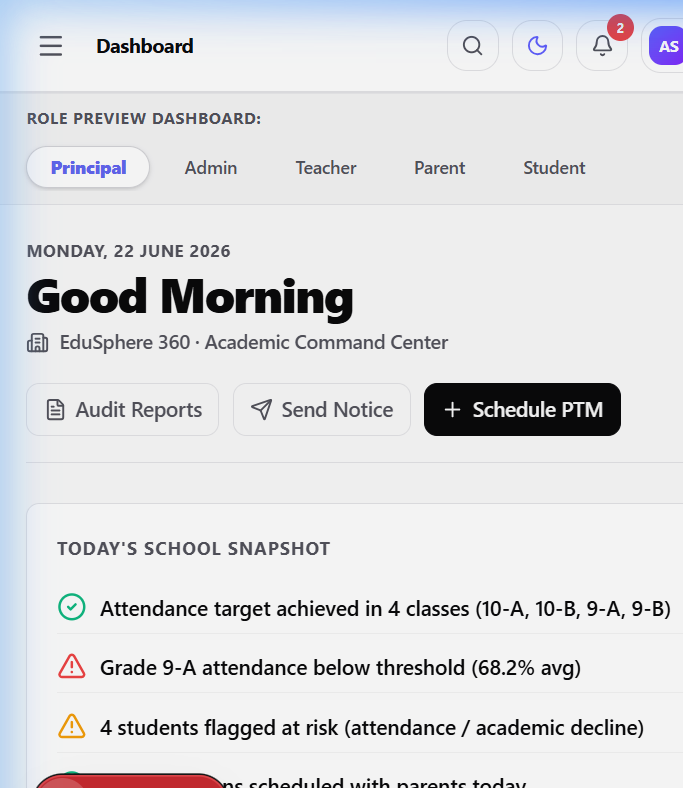 Dashboard
2
AS
ROLE PREVIEW DASHBOARD:
Principal Admin Teacher Parent Student
MONDAY, 22 JUNE 2026
Good Morning
EduSphere 360 · Academic Command Center
Audit Reports Send Notice + Schedule PTM
TODAY'S SCHOOL SNAPSHOT
Attendance target achieved in 4 classes (10-A, 10-B, 9-A, 9-B)
Grade 9-A attendance below threshold (68.2% avg)
4 students flagged at risk (attendance / academic decline)
scheduled with parents today